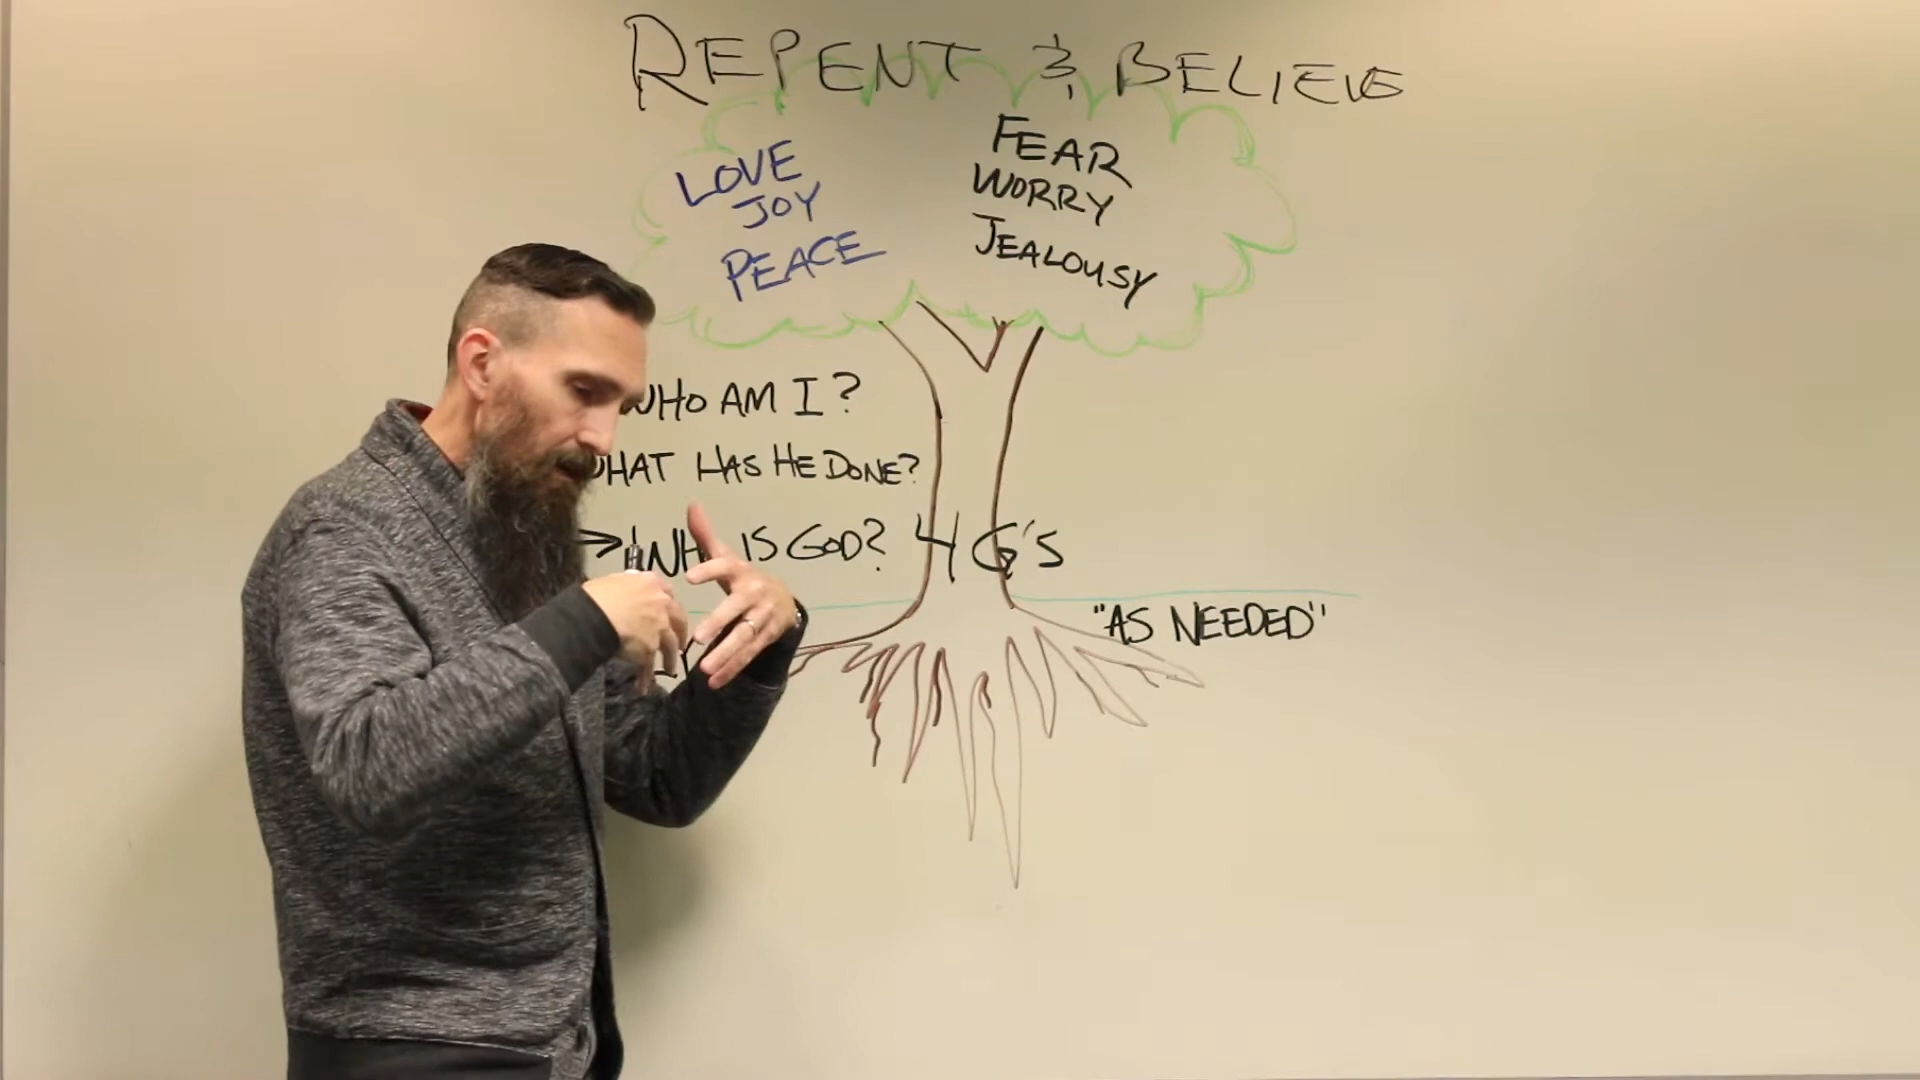 REPENT & BELIEVE
LOVE
JOY
PEACE
FEAR
WORRY
JEALOUSY
WHO AM I?
WHAT HAS HE DONE?
→ WHO IS GOD? 4 G'S
"AS NEEDED"